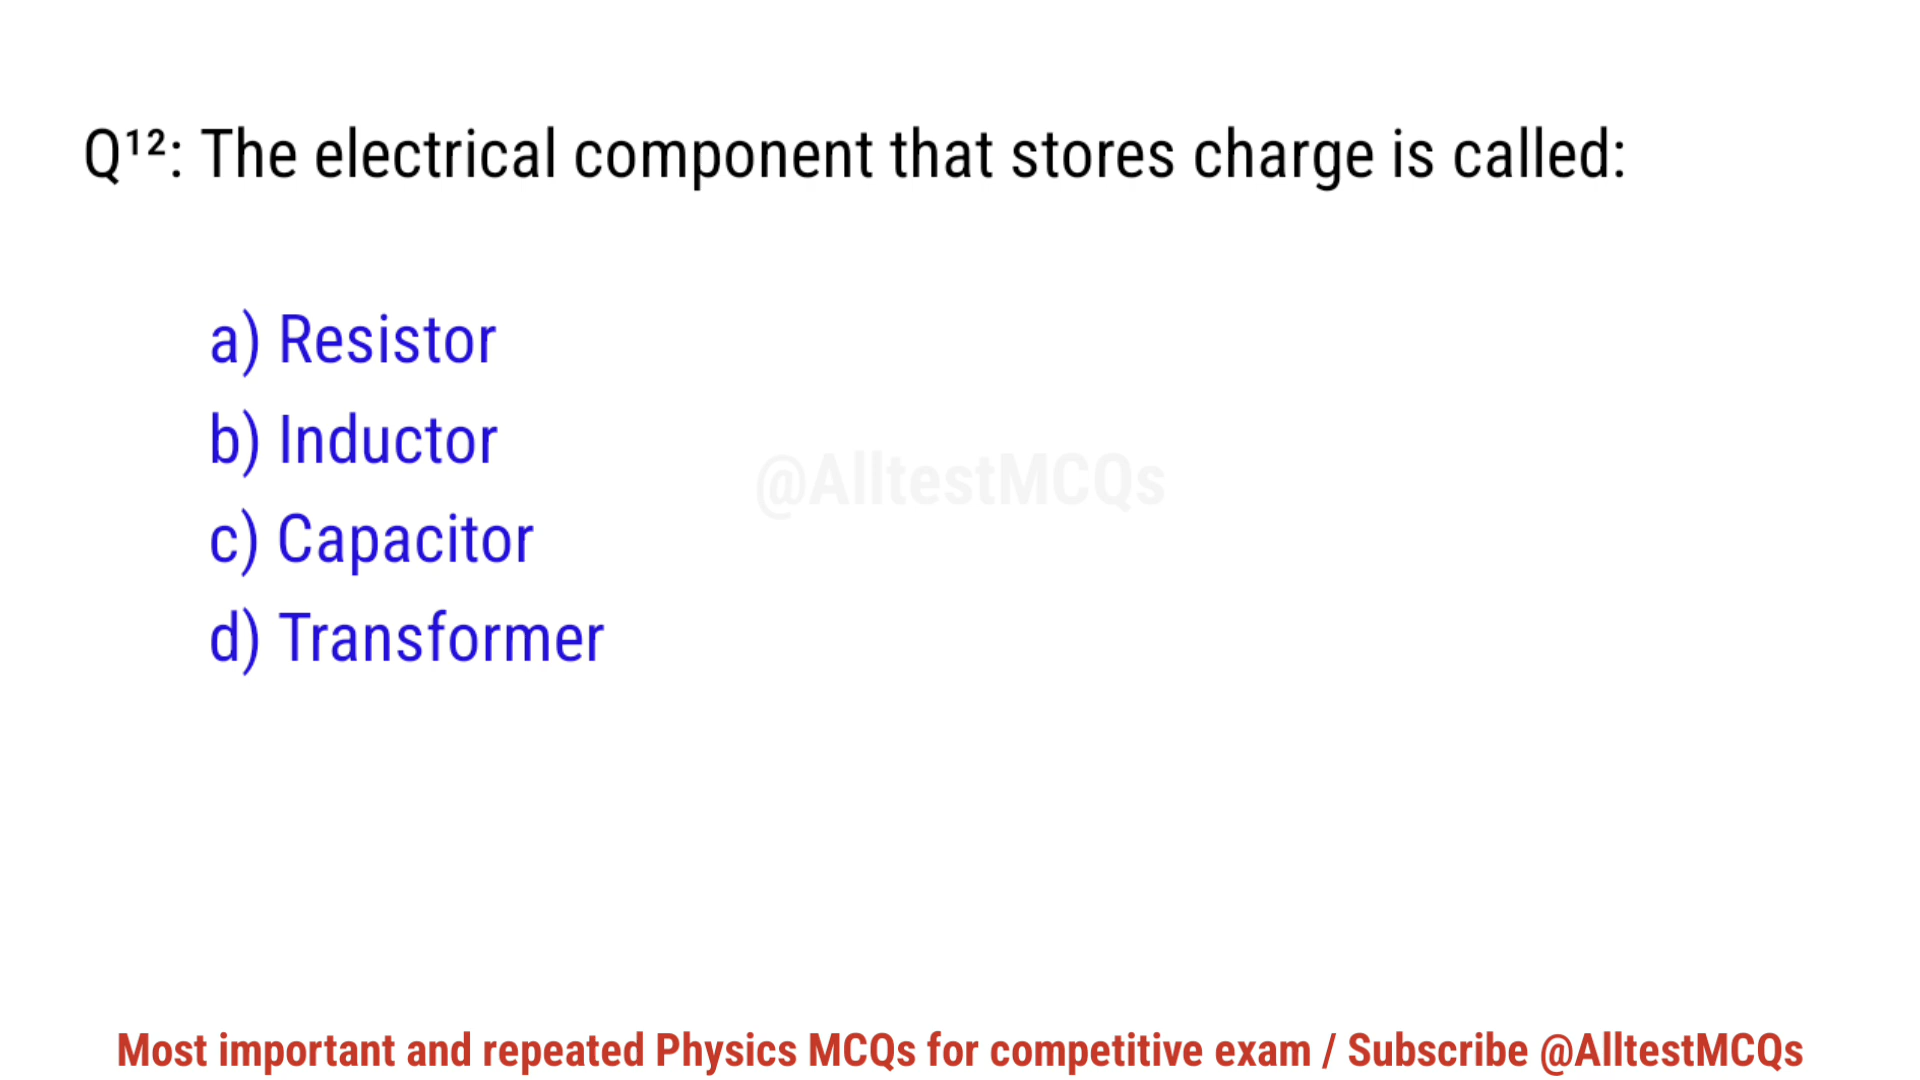 Q¹²: The electrical component that stores charge is called:
a) Resistor
b) Inductor
@AlltestMCQs
c) Capacitor
d) Transformer
Most important and repeated Physics MCQs for competitive exam / Subscribe @AlltestMCQs